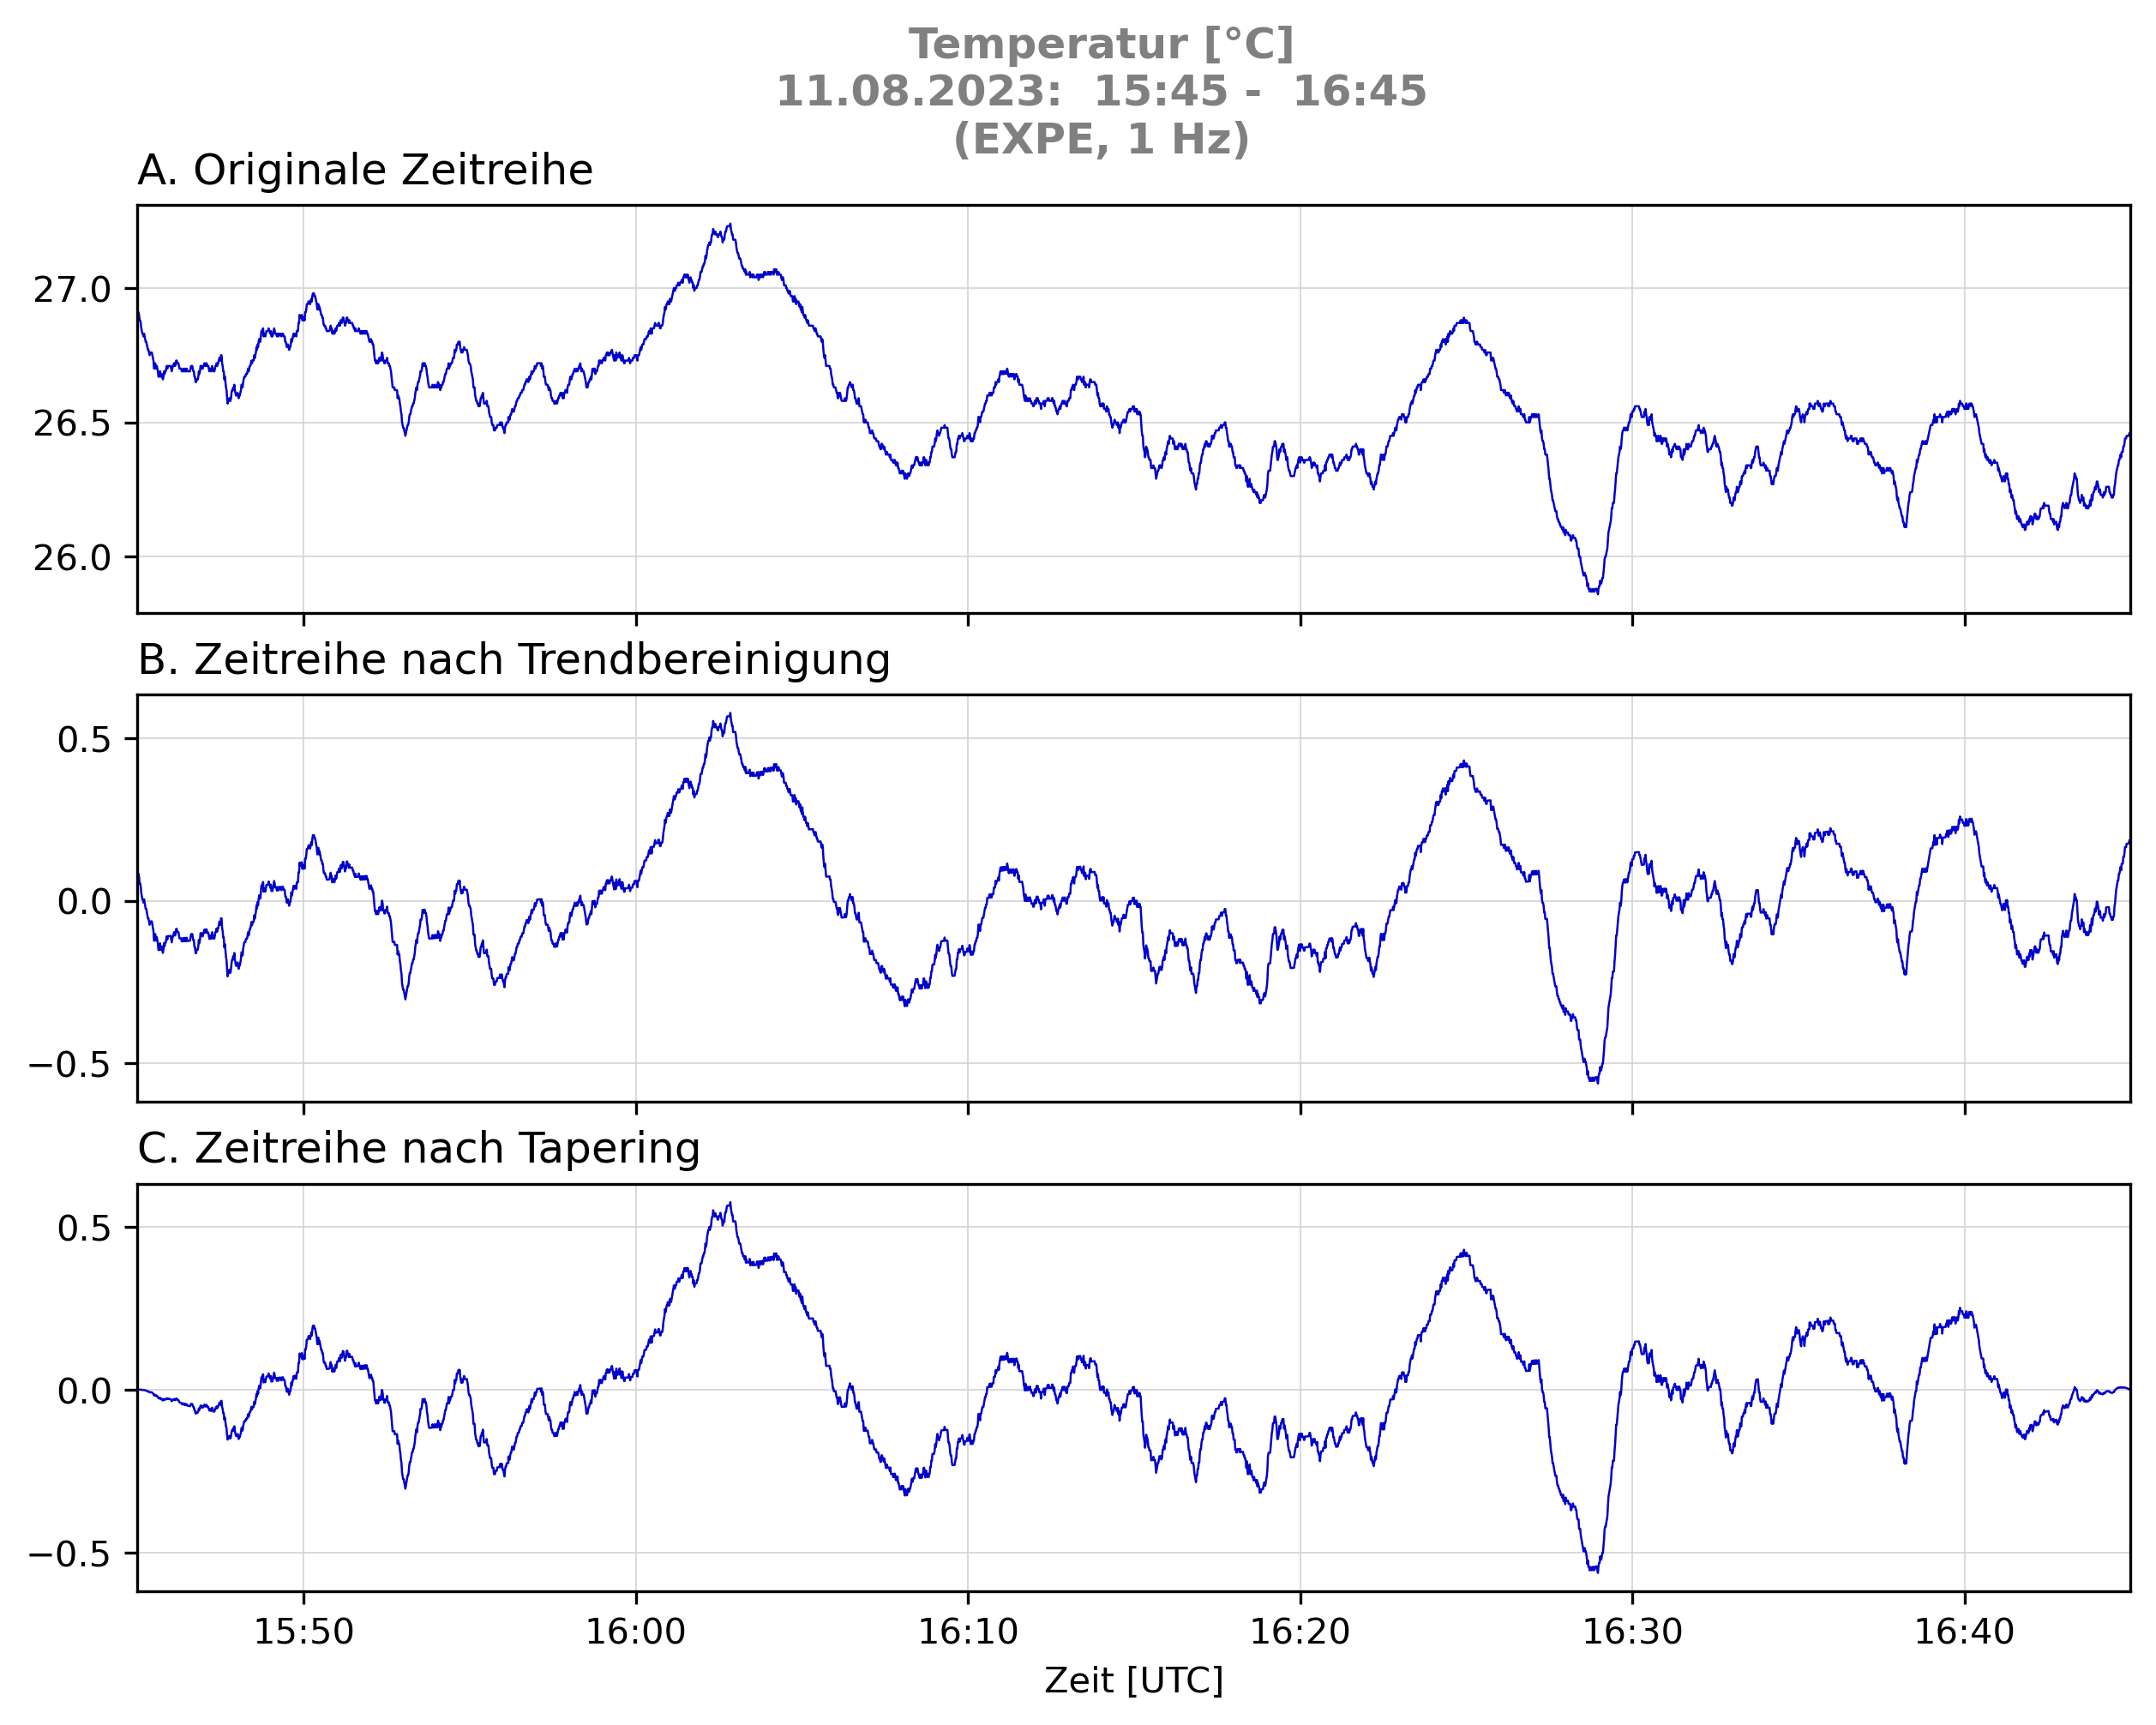 Temperatur [°C]
11.08.2023:  15:45 -  16:45
(EXPE, 1 Hz)
A. Originale Zeitreihe
27.0
26.5
26.0
B. Zeitreihe nach Trendbereinigung
0.5
0.0
−0.5
C. Zeitreihe nach Tapering
0.5
0.0
−0.5
15:50 16:00 16:10 16:20 16:30 16:40
Zeit [UTC]